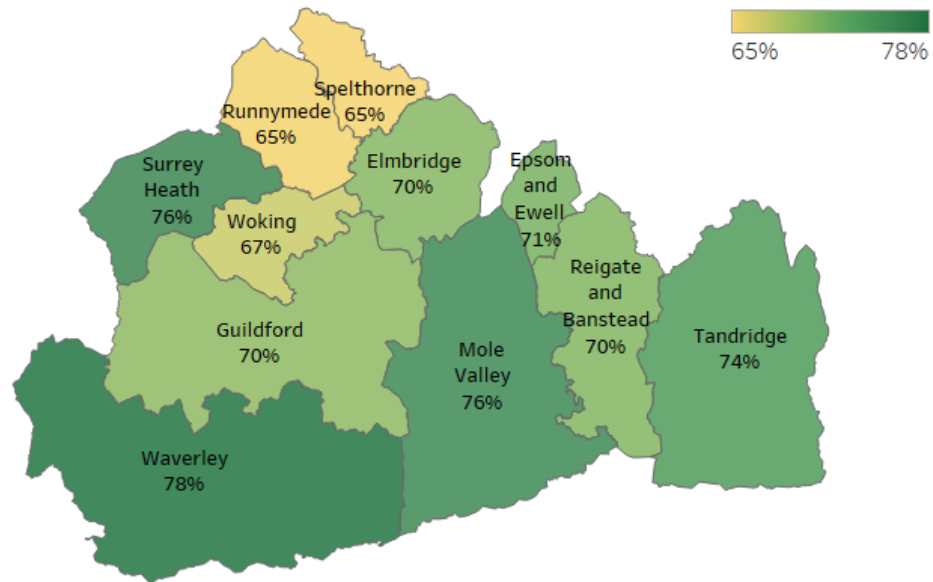 65%
78%
Spelthorne
65%
Runnymede
65%
Surrey
Heath
76%
Elmbridge
70%
Epsom
and
Ewell
71%
Woking
67%
Reigate
and
Banstead
70%
Guildford
70%
Mole
Valley
76%
Tandridge
74%
Waverley
78%